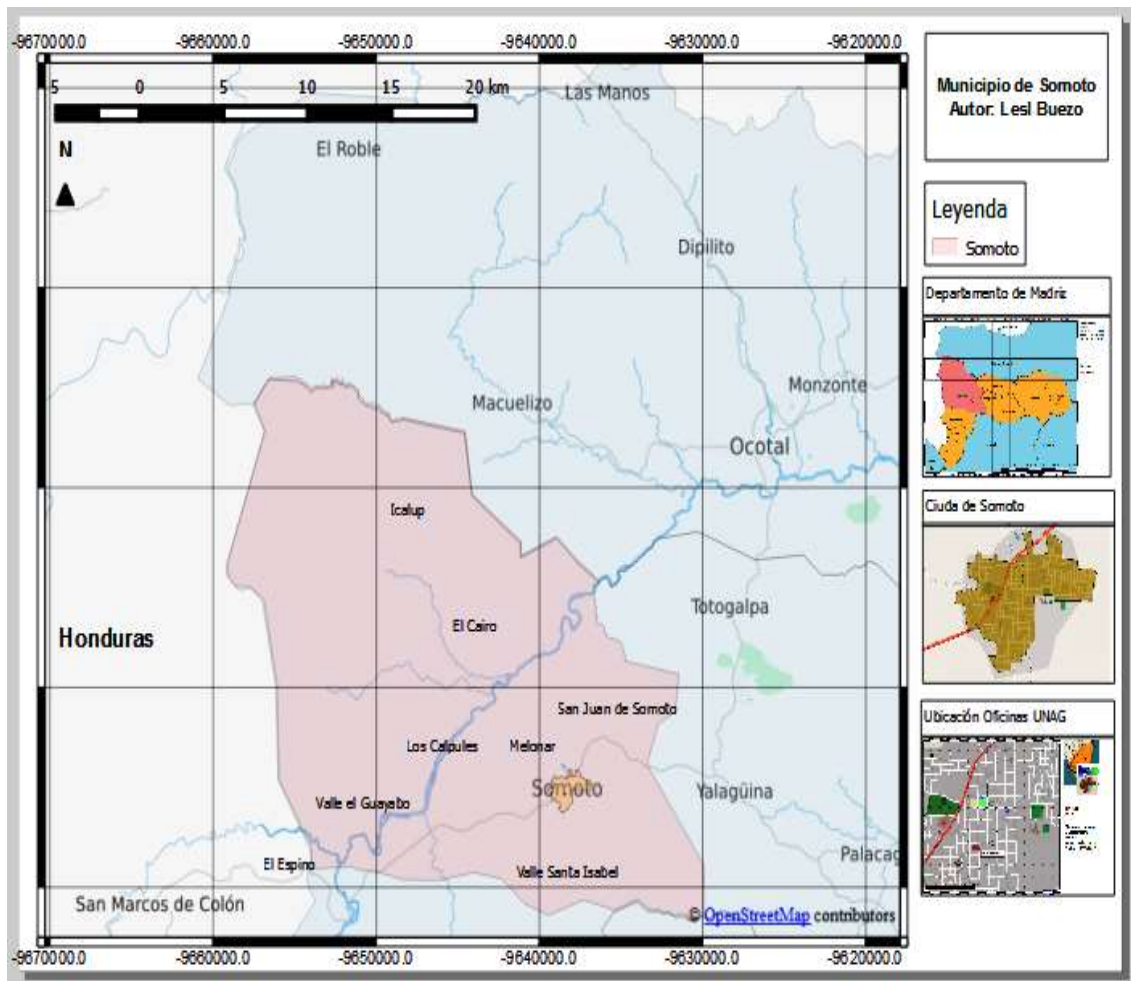 -9670000.0 -9660000.0 -9650000.0 -9640000.0 -9630000.0 -9620000.0
5 0 5 10 15 20 km
N
Las Manos
El Roble
Dipilito
Monzonte
Macuelizo
Ocotal
Icalup
Totogalpa
El Cairo
Honduras
San Juan de Somoto
Los Calpules
Melonar
Somoto
Yalagüina
Valle el Guayabo
El Espino
Valle Santa Isabel
Palacag
San Marcos de Colón
© OpenStreetMap contributors
-9670000.0 -9660000.0 -9650000.0 -9640000.0 -9630000.0 -9620000.0
Municipio de Somoto
Autor: Lesl Buezo
Leyenda
Somoto
Departamento de Madriz
Ciuda de Somoto
Ubicación Oficinas UNAG